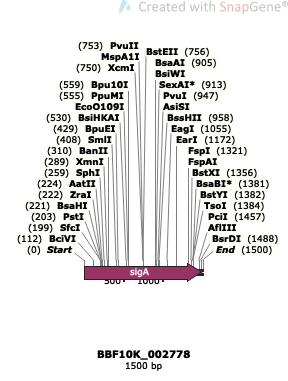 Created with SnapGene®
(753) PvuII
MspA1I
(750) XcmI
(559) Bpu10I
(555) PpuMI
EcoO109I
(530) BsiHKAI
(429) BpuEI
(408) SmlI
(310) BanII
(289) XmnI
(259) SphI
(224) AatII
(222) ZraI
(221) BsaHI
(203) PstI
(199) SfcI
(112) BciVI
(0) Start
BstEII (756)
BsaAI (905)
BsiWI
SexAI* (913)
PvuI (947)
AsiSI
BssHII (958)
EagI (1055)
EarI (1172)
FspI (1321)
FspAI
BstXI (1356)
BsaBI* (1381)
BstYI (1382)
TsoI (1384)
PciI (1457)
AflIII
BsrDI (1488)
End (1500)
sigA
500 1000
BBF10K_002778
1500 bp